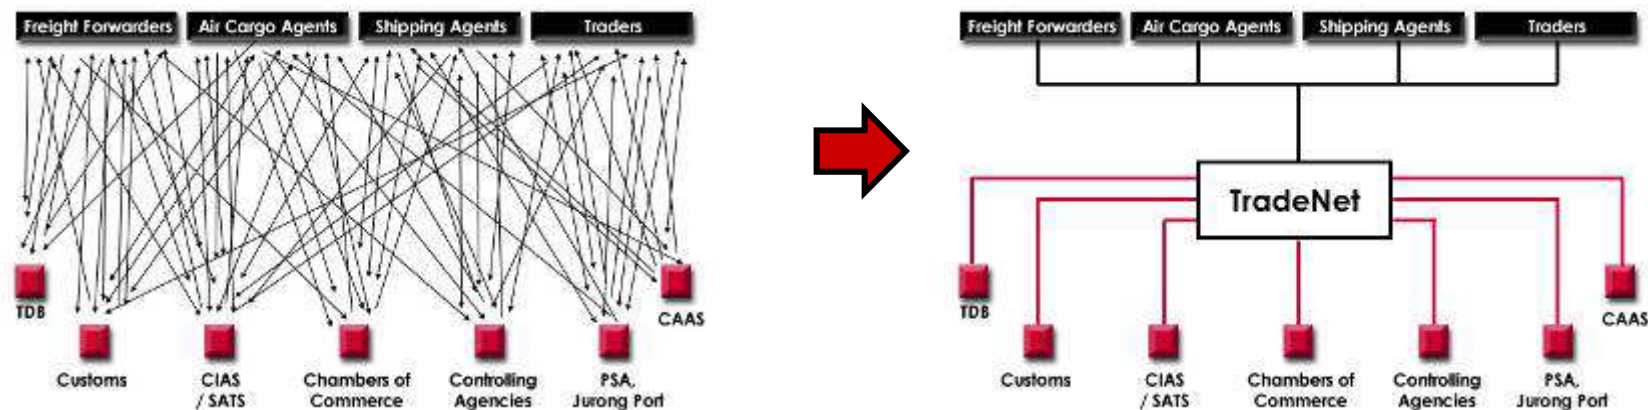 Freight Forwarders
Air Cargo Agents
Shipping Agents
Traders
TDB
CAAS
Customs
CIAS
/ SATS
Chambers of
Commerce
Controlling
Agencies
PSA,
Jurong Port
Freight Forwarders
Air Cargo Agents
Shipping Agents
Traders
TradeNet
TDB
CAAS
Customs
CIAS
/ SATS
Chambers of
Commerce
Controlling
Agencies
PSA,
Jurong Port